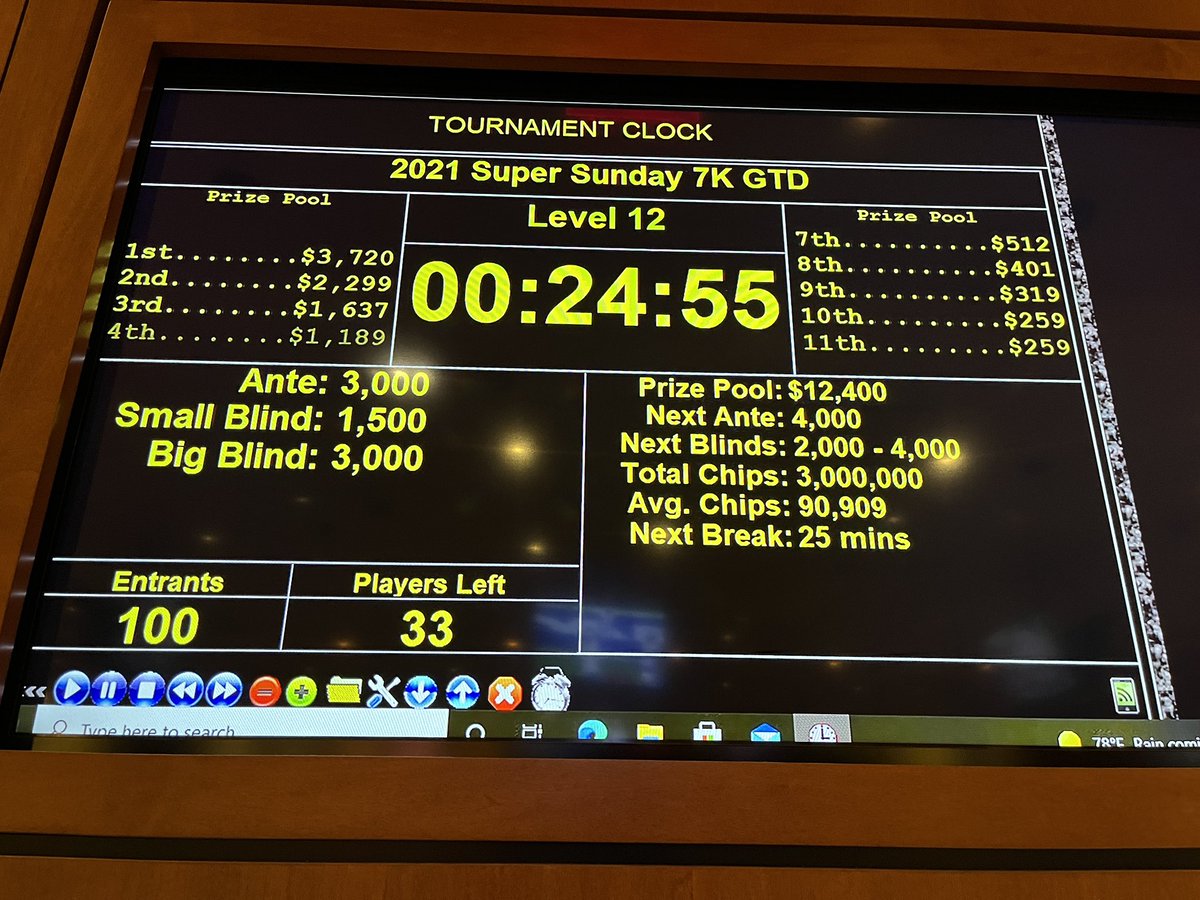 TOURNAMENT CLOCK
2021 Super Sunday 7K GTD
Prize Pool
1st........$3,720
2nd........$2,299
3rd........$1,637
4th........$1,189
Level 12
00:24:55
Prize Pool
7th..........$512
8th..........$401
9th..........$319
10th.........$259
11th.........$259
Ante: 3,000
Small Blind: 1,500
Big Blind: 3,000
Prize Pool: $12,400
Next Ante: 4,000
Next Blinds: 2,000 - 4,000
Total Chips: 3,000,000
Avg. Chips: 90,909
Next Break: 25 mins
Entrants
100
Players Left
33
Type here to search
78°F Rain